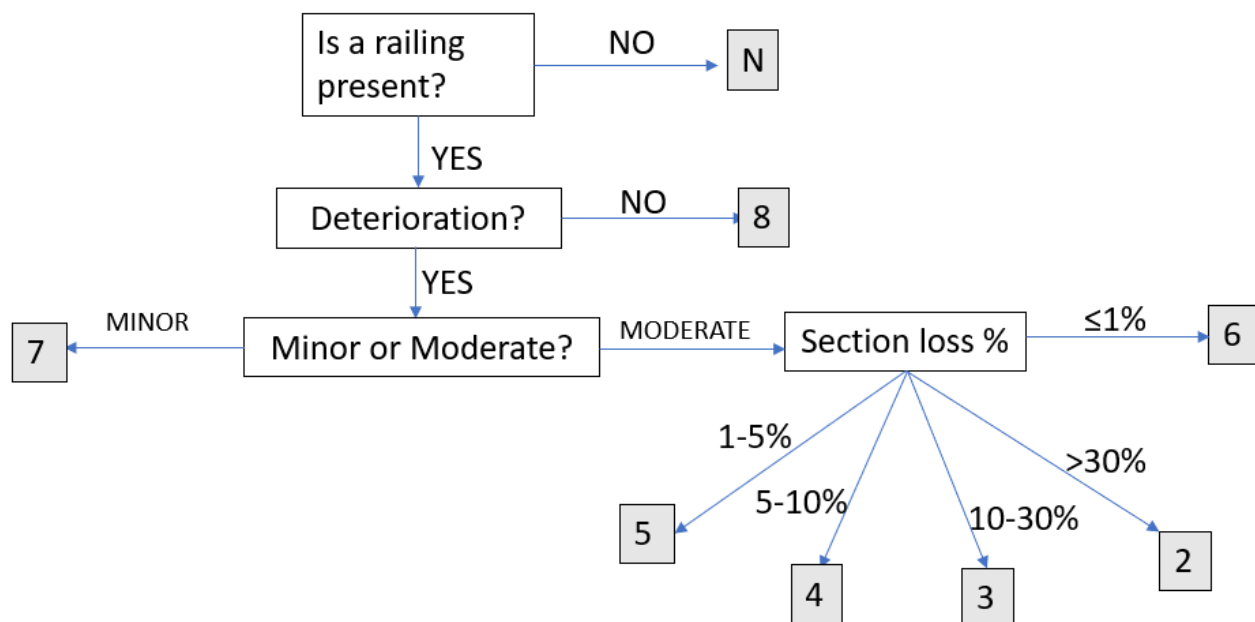 Is a railing
present?
NO
N
YES
Deterioration?
NO
8
YES
7
MINOR
Minor or Moderate?
MODERATE
Section loss %
≤1%
6
1-5%
5-10%
10-30%
>30%
5
4
3
2